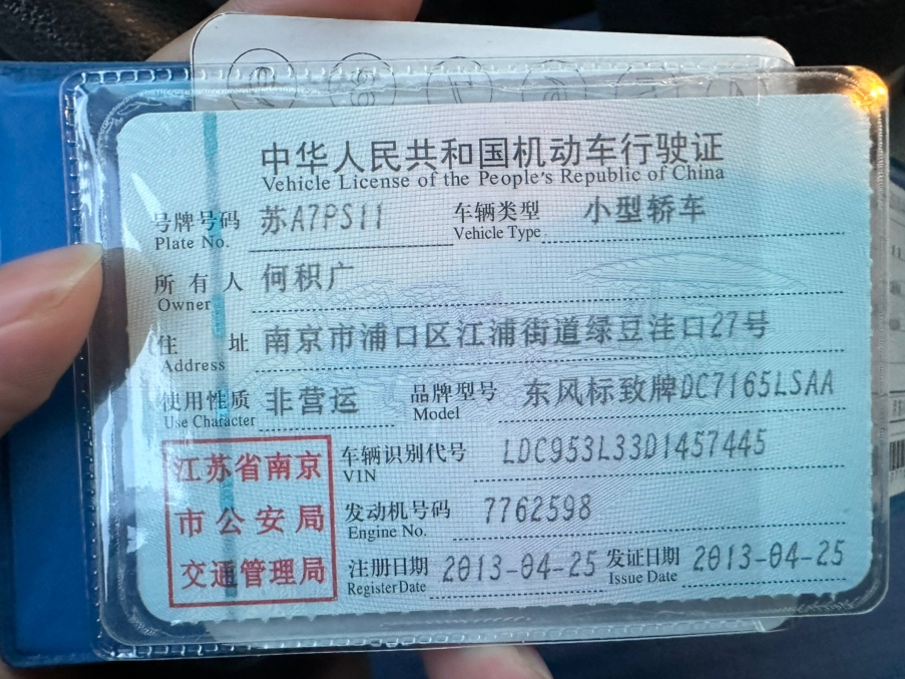 中华人民共和国机动车行驶证
Vehicle License of the People's Republic of China
号牌号码 苏A7PS11 车辆类型 小型轿车
Plate No. Vehicle Type
所有人 何积广
Owner
住址 南京市浦口区江浦街道绿豆洼口27号
Address
使用性质 非营运 品牌型号 东风标致牌DC7165LSAA
Use Character Model
江苏省南京 车辆识别代号 LDC953L33D1457445
VIN
市公安局 发动机号码 7762598
Engine No.
交通管理局 注册日期 2013-04-25 发证日期 2013-04-25
Register Date Issue Date